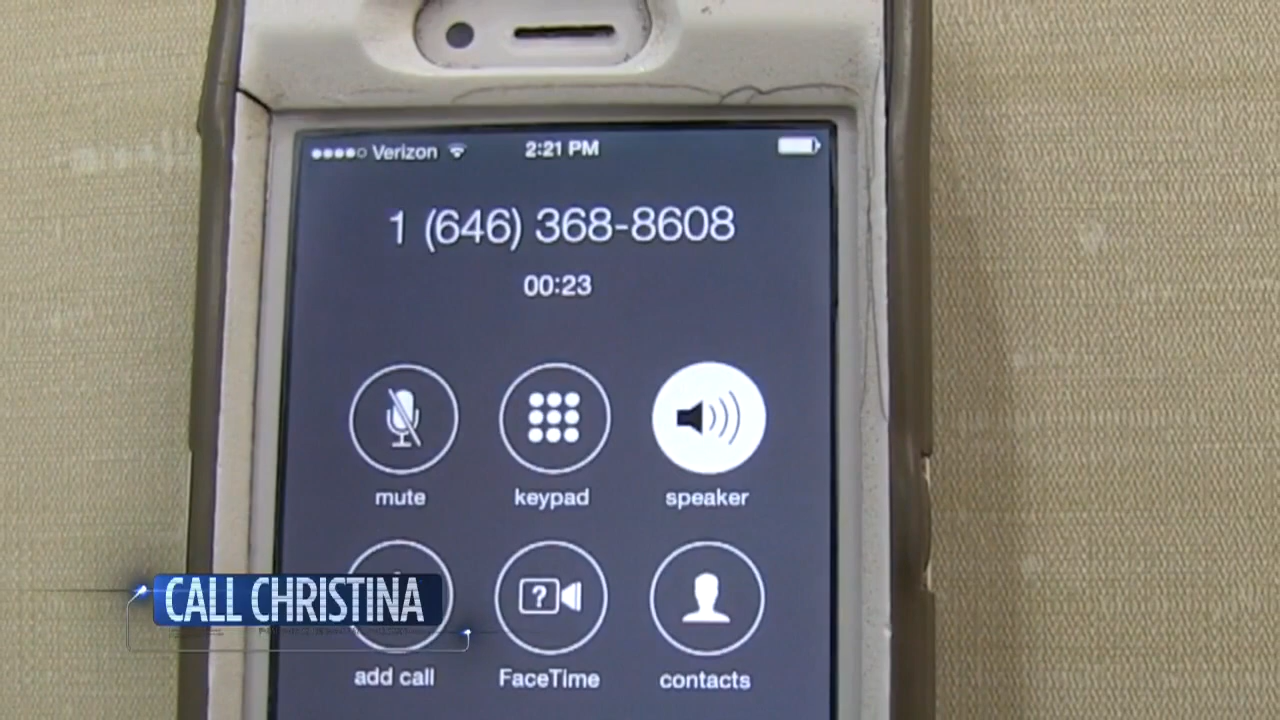 Verizon 2:21 PM
1 (646) 368-8608
00:23
mute keypad speaker
?
CALL CHRISTINA
add call FaceTime contacts